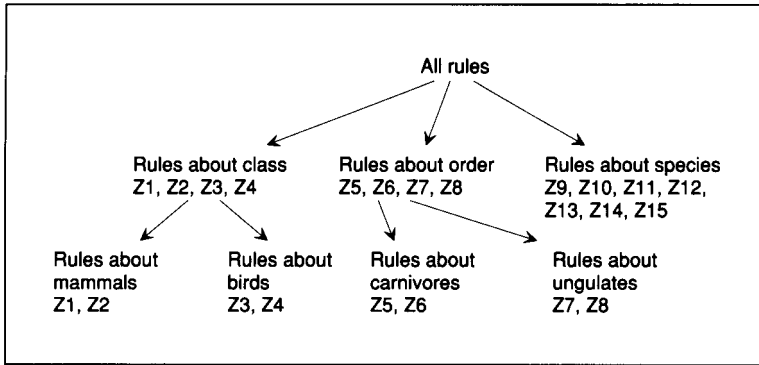 All rules
Rules about class
Z1, Z2, Z3, Z4
Rules about order
Z5, Z6, Z7, Z8
Rules about species
Z9, Z10, Z11, Z12,
Z13, Z14, Z15
Rules about
mammals
Z1, Z2
Rules about
birds
Z3, Z4
Rules about
carnivores
Z5, Z6
Rules about
ungulates
Z7, Z8